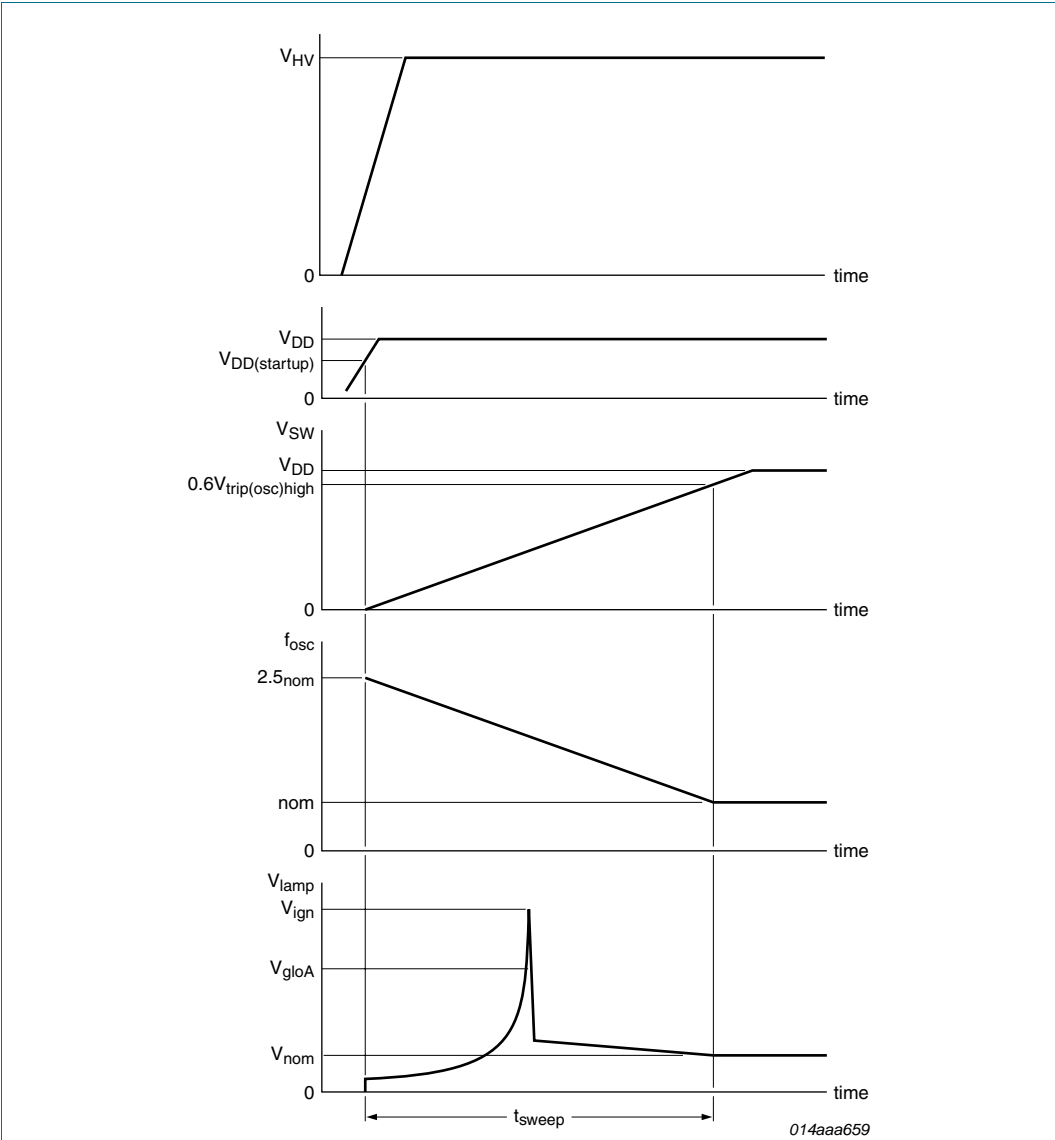 VHV
0
time
VDD
VDD(startup)
0
time
VSW
VDD
0.6Vtrip(osc)high
0
time
fosc
2.5nom
nom
0
time
Vlamp
Vign
VgloA
Vnom
0
time
tsweep
014aaa659